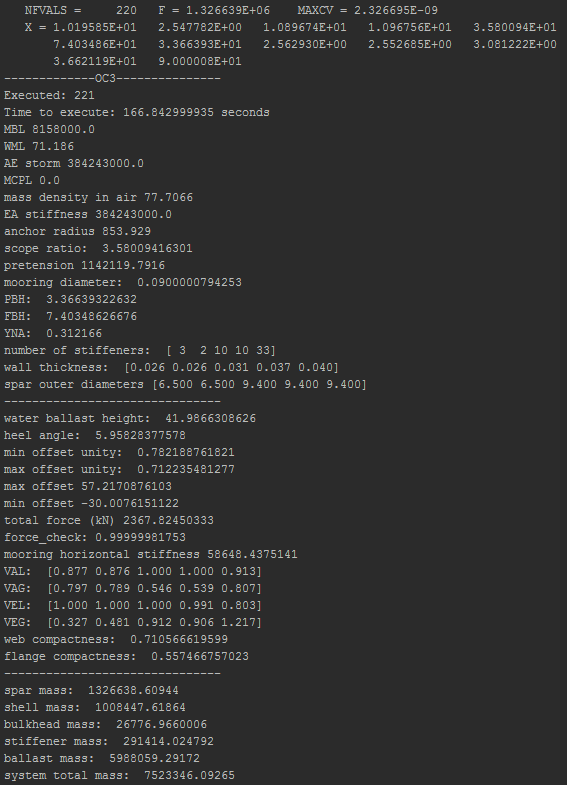 NFVALS =     220   F = 1.326639E+06    MAXCV = 2.326695E-09
X = 1.019585E+01   2.547782E+00   1.089674E+01   1.096756E+01   3.580094E+01
7.403486E+01   3.366393E+01   2.562930E+00   2.552685E+00   3.081222E+00
3.662119E+01   9.000008E+01
-------------OC3---------------
Executed: 221
Time to execute: 166.842999935 seconds
MBL 8158000.0
WML 71.186
AE storm 384243000.0
MCPL 0.0
mass density in air 77.7066
EA stiffness 384243000.0
anchor radius 853.929
scope ratio:  3.58009416301
pretension 1142119.7916
mooring diameter:  0.0900000794253
PBH:  3.36639322632
FBH:  7.40348626676
YNA:  0.312166
number of stiffeners:  [ 3  2 10 10 33]
wall thickness:  [0.026 0.026 0.031 0.037 0.040]
spar outer diameters [6.500 6.500 9.400 9.400 9.400]
-------------------------------
water ballast height:  41.9866308626
heel angle:  5.95828377578
min offset unity:  0.782188761821
max offset unity:  0.712235481277
max offset 57.2170876103
min offset -30.0076151122
total force (kN) 2367.82450333
force_check: 0.99999981753
mooring horizontal stiffness 58648.4375141
VAL:  [0.877 0.876 1.000 1.000 0.913]
VAG:  [0.797 0.789 0.546 0.539 0.807]
VEL:  [1.000 1.000 1.000 0.991 0.803]
VEG:  [0.327 0.481 0.912 0.906 1.217]
web compactness:  0.710566619599
flange compactness:  0.557466757023
-------------------------------
spar mass:  1326638.60944
shell mass:  1008447.61864
bulkhead mass:  26776.9660006
stiffener mass:  291414.024792
ballast mass:  5988059.29172
system total mass:  7523346.09265